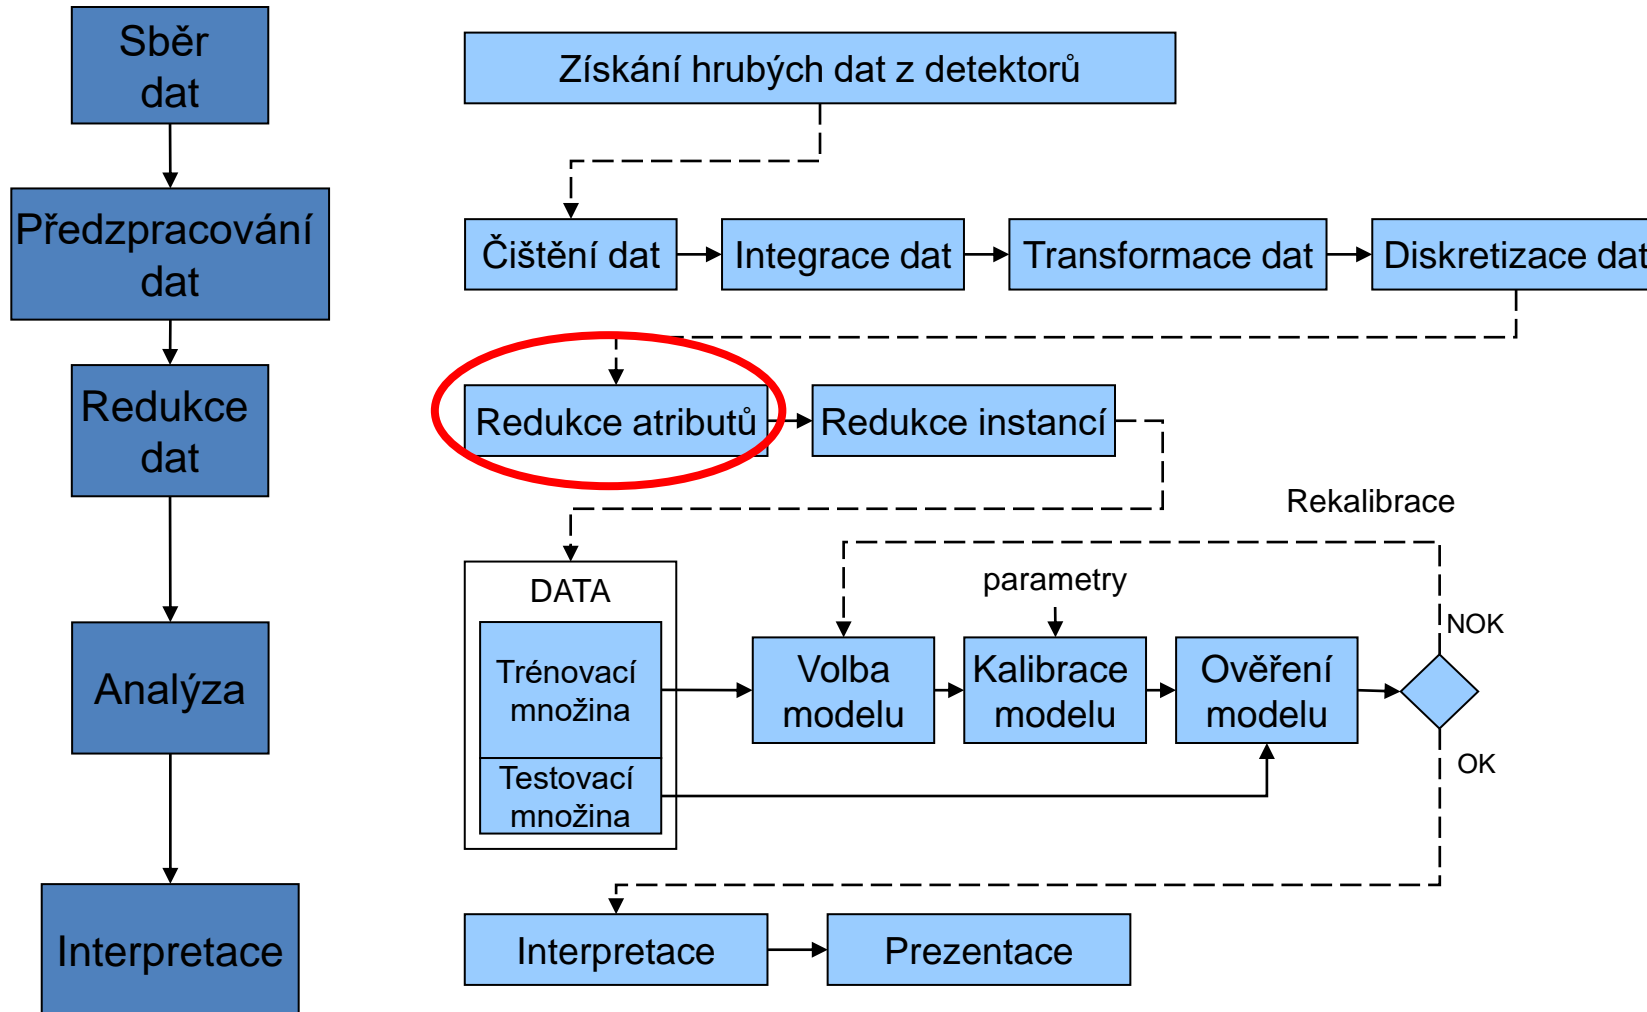 Sběr
dat
Předzpracování
dat
Redukce
dat
Analýza
Interpretace
Získání hrubých dat z detektorů
Čištění dat
Integrace dat
Transformace dat
Diskretizace dat
Redukce atributů
Redukce instancí
Rekalibrace
DATA
Trénovací
množina
Testovací
množina
parametry
Volba
modelu
Kalibrace
modelu
Ověření
modelu
NOK
OK
Interpretace
Prezentace